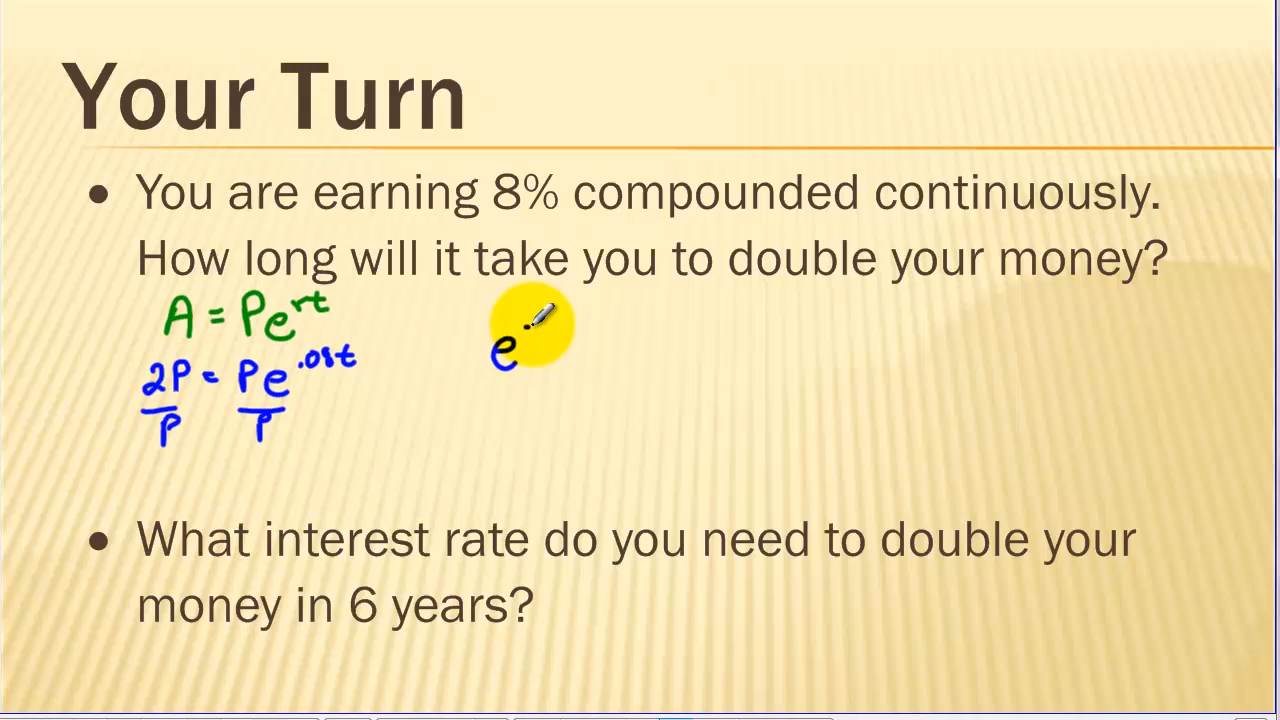 Your Turn
• You are earning 8% compounded continuously.
How long will it take you to double your money?
A = Pe^rt
2P = Pe^.08t
P P
e^.
• What interest rate do you need to double your
money in 6 years?